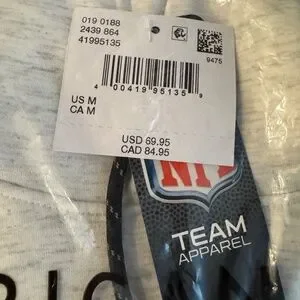 019 0188
2439 864
41995135
9475
4 00419 95135 9
US M
CA M
USD 69.95
CAD 84.95
NFL
TEAM
APPAREL